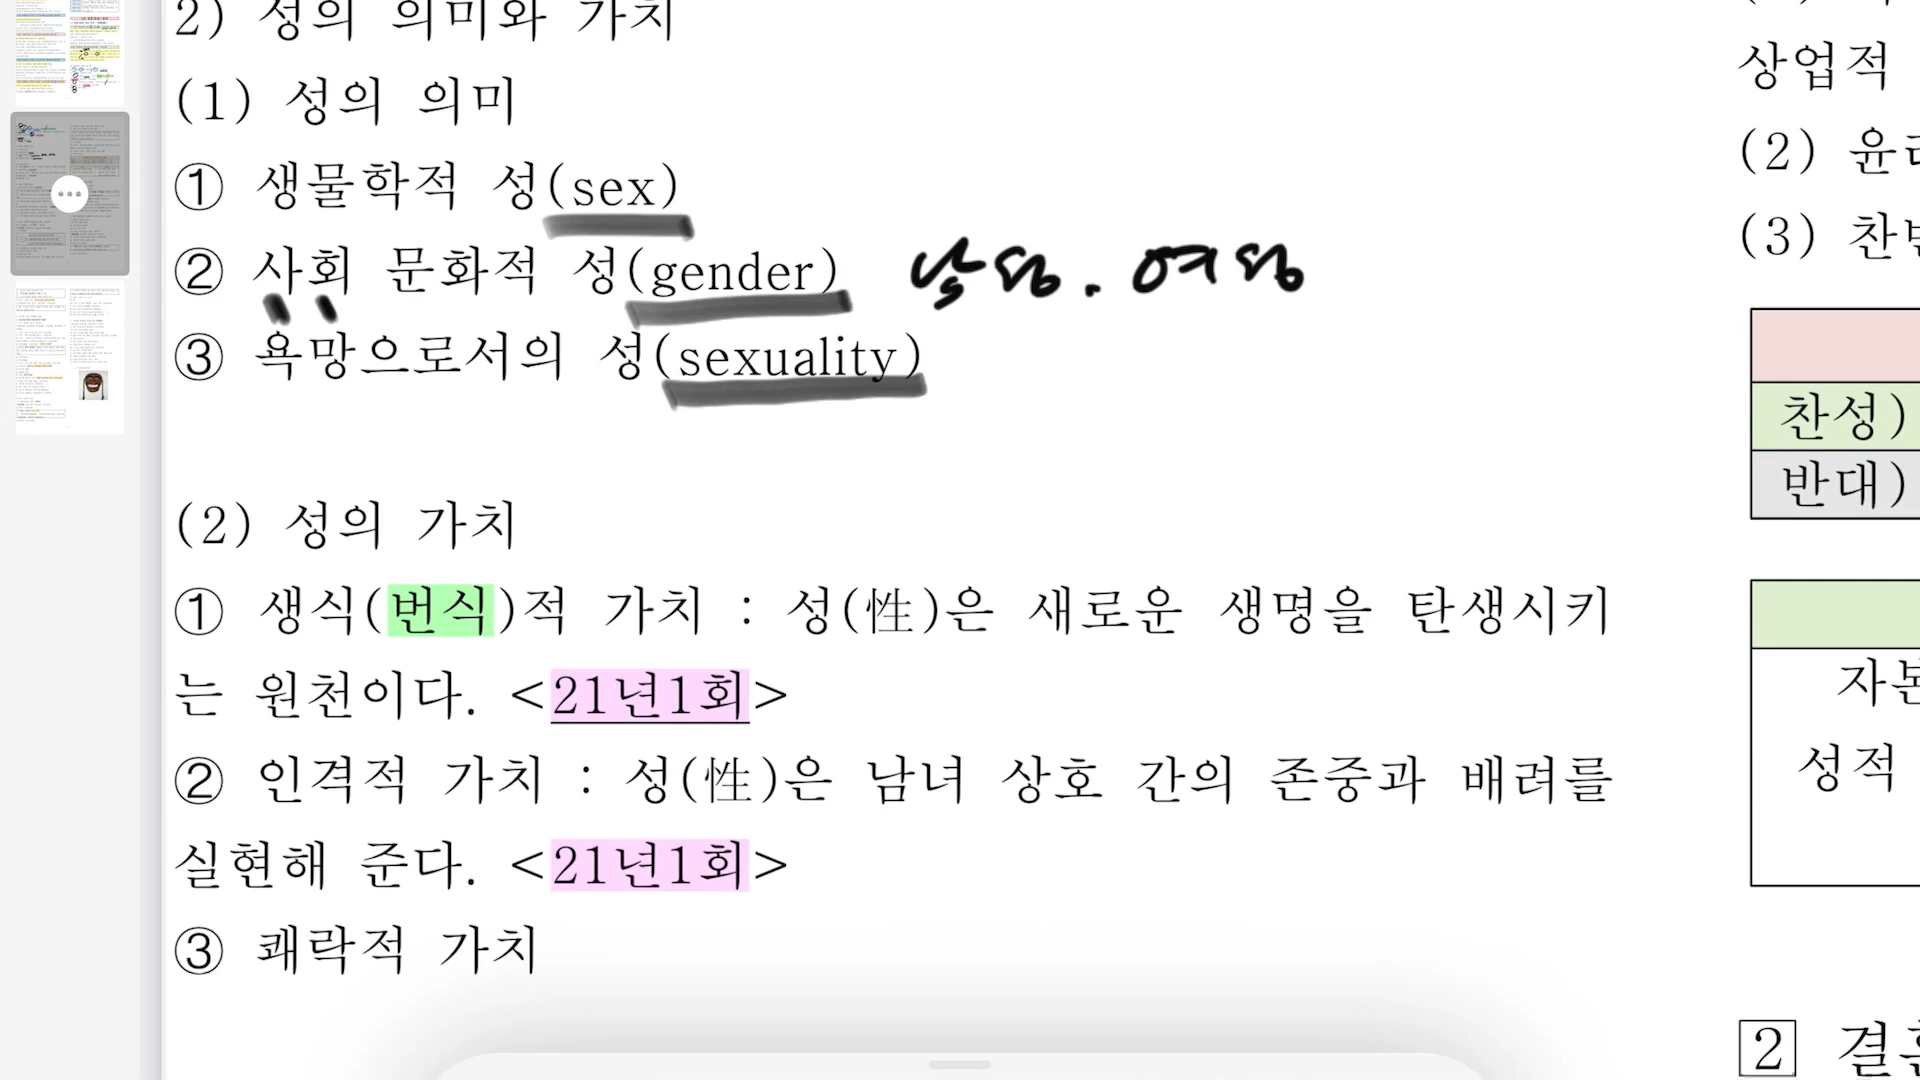 2) 성의 의미와 가치
(1) 성의 의미
① 생물학적 성(sex)
② 사회 문화적 성(gender) 남성. 여성
③ 욕망으로서의 성(sexuality)
(2) 성의 가치
① 생식(번식)적 가치 : 성(性)은 새로운 생명을 탄생시키
는 원천이다. <21년1회>
② 인격적 가치 : 성(性)은 남녀 상호 간의 존중과 배려를
실현해 준다. <21년1회>
③ 쾌락적 가치
상업적
(2)
(3)
찬성)
반대)
성적
2